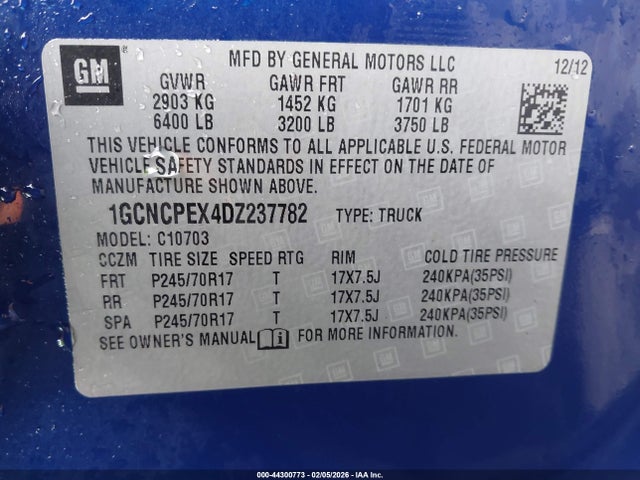 GM
MFD BY GENERAL MOTORS LLC 12/12
GVWR GAWR FRT GAWR RR
2903 KG 1452 KG 1701 KG
6400 LB 3200 LB 3750 LB
THIS VEHICLE CONFORMS TO ALL APPLICABLE U.S. FEDERAL MOTOR
VEHICLE SAFETY STANDARDS IN EFFECT ON THE DATE OF
MANUFACTURE SHOWN ABOVE.
1GCNCPEX4DZ237782 TYPE: TRUCK
MODEL: C10703
CCZM TIRE SIZE SPEED RTG RIM COLD TIRE PRESSURE
FRT P245/70R17 T 17X7.5J 240KPA(35PSI)
RR P245/70R17 T 17X7.5J 240KPA(35PSI)
SPA P245/70R17 T 17X7.5J 240KPA(35PSI)
SEE OWNER'S MANUAL FOR MORE INFORMATION.
000-44300773 - 02/05/2026 - IAAI.com